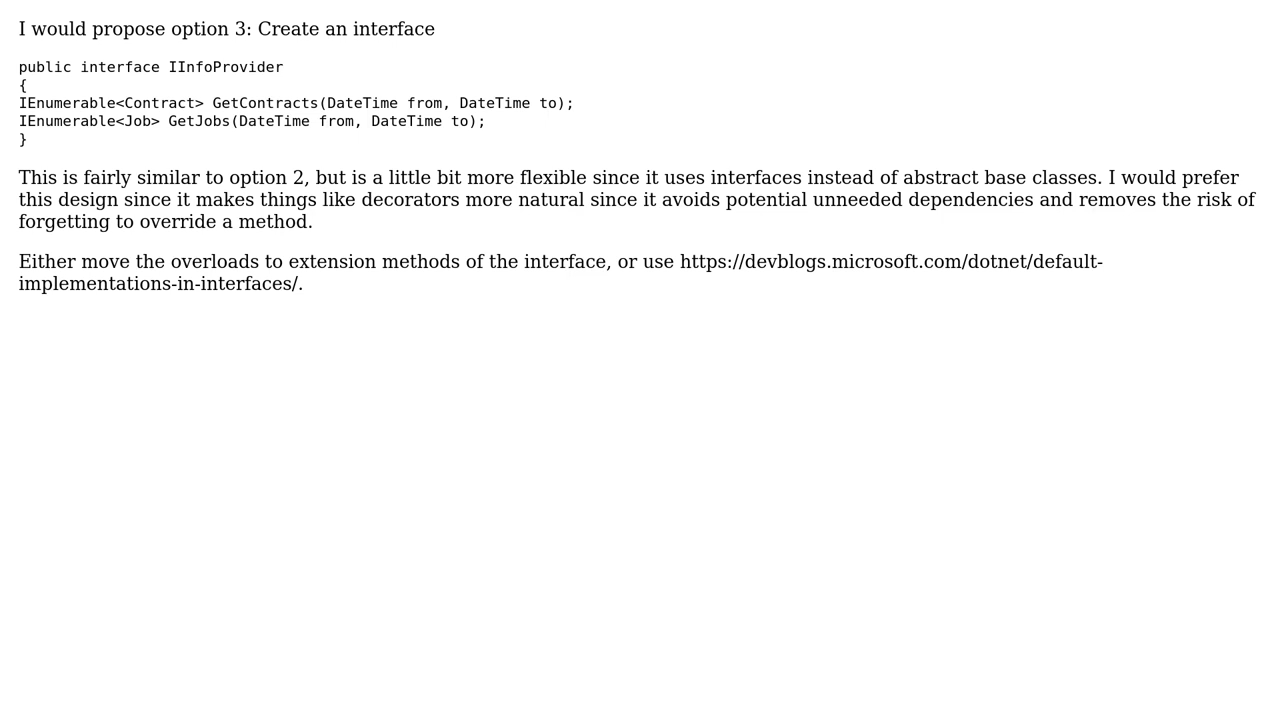 I would propose option 3: Create an interface
public interface IInfoProvider
{
IEnumerable<Contract> GetContracts(DateTime from, DateTime to);
IEnumerable<Job> GetJobs(DateTime from, DateTime to);
}
This is fairly similar to option 2, but is a little bit more flexible since it uses interfaces instead of abstract base classes. I would prefer
this design since it makes things like decorators more natural since it avoids potential unneeded dependencies and removes the risk of
forgetting to override a method.
Either move the overloads to extension methods of the interface, or use https://devblogs.microsoft.com/dotnet/default-
implementations-in-interfaces/.